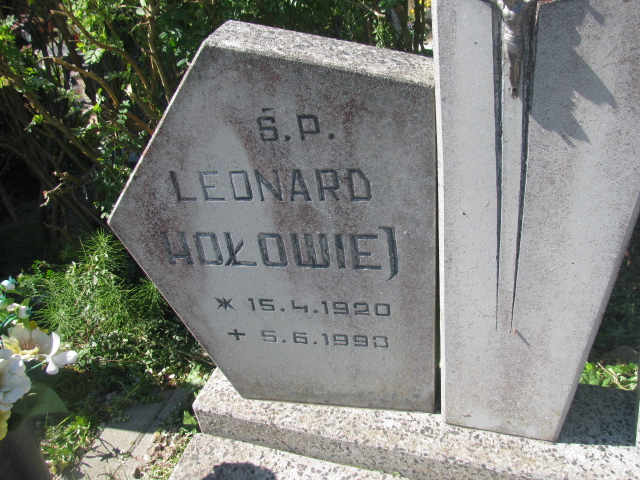 Ś.P.
LEONARD
HOŁOWIEJ
* 15.4.1920
+ 5.6.1993